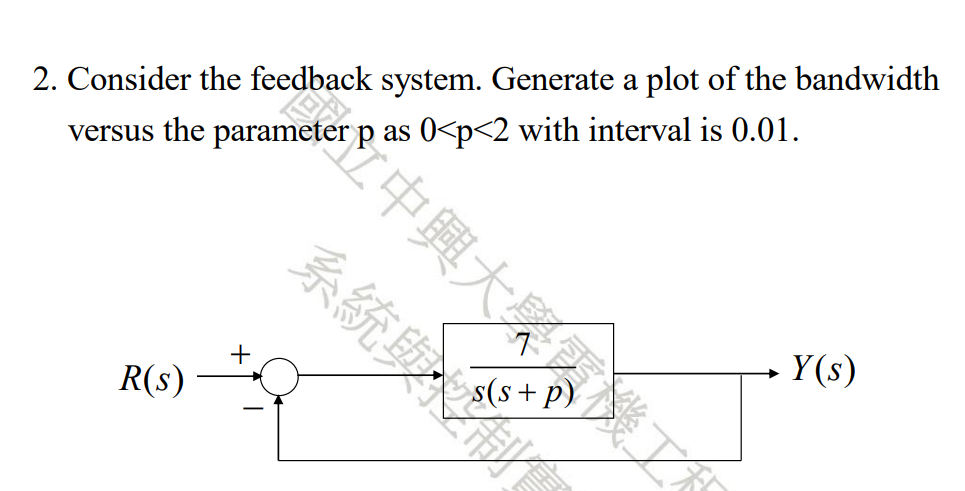 2. Consider the feedback system. Generate a plot of the bandwidth
versus the parameter p as 0<p<2 with interval is 0.01.
國立中興大學電機工程
系統與控制實
R(s)
+
−
7
s(s + p)
Y(s)